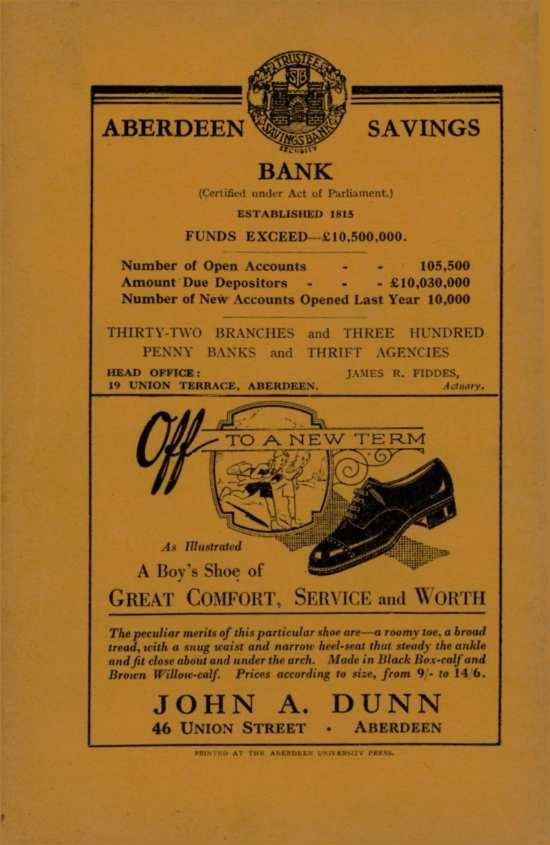 TRUSTEE
STB
SAVINGS BANK
SECURITY
ABERDEEN SAVINGS
BANK
(Certified under Act of Parliament.)
ESTABLISHED 1815
FUNDS EXCEED—£10,500,000.
Number of Open Accounts - - 105,500
Amount Due Depositors - - - £10,030,000
Number of New Accounts Opened Last Year 10,000
THIRTY-TWO BRANCHES and THREE HUNDRED
PENNY BANKS and THRIFT AGENCIES
HEAD OFFICE: JAMES R. FIDDES,
19 UNION TERRACE, ABERDEEN. Actuary.
Off TO A NEW TERM
As Illustrated
A Boy's Shoe of
GREAT COMFORT, SERVICE and WORTH
The peculiar merits of this particular shoe are—a roomy toe, a broad
tread, with a snug waist and narrow heel-seat that steady the ankle
and fit close about and under the arch. Made in Black Box-calf and
Brown Willow-calf. Prices according to size, from 9/- to 14/6.
JOHN A. DUNN
46 UNION STREET • ABERDEEN
PRINTED AT THE ABERDEEN UNIVERSITY PRESS.